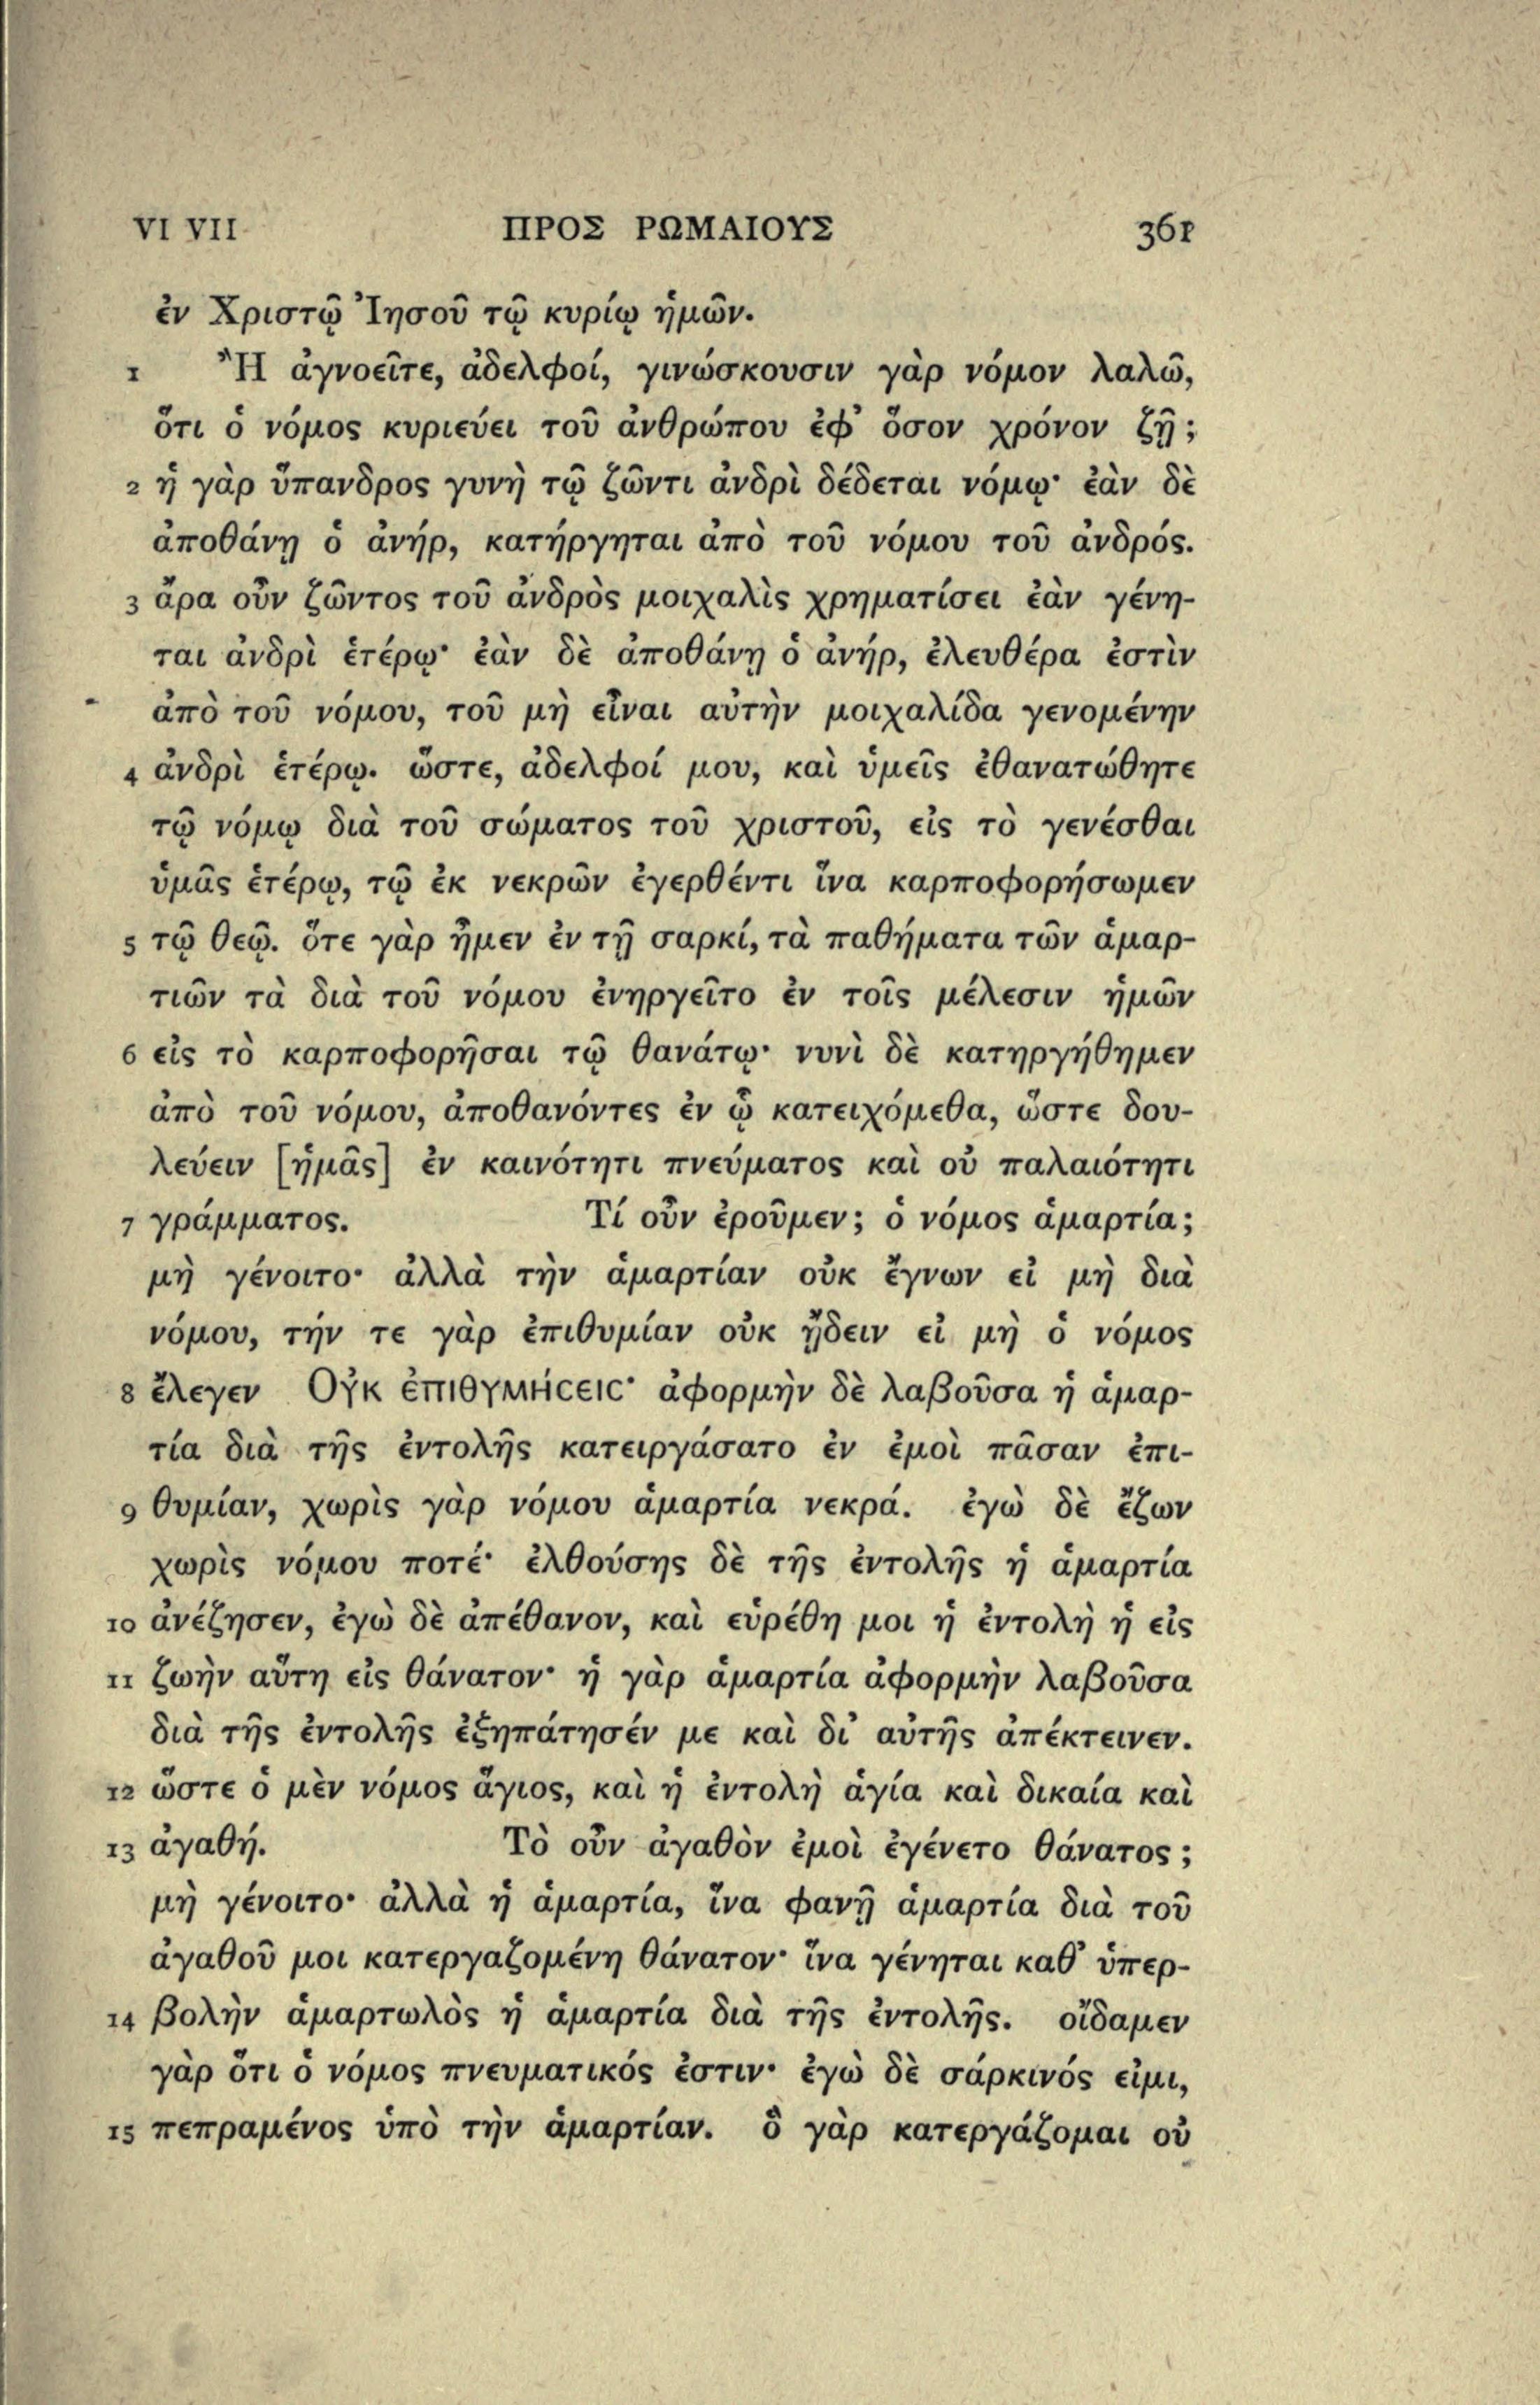 VI VII ΠΡΟΣ ΡΩΜΑΙΟΥΣ 361
ἐν Χριστῷ Ἰησοῦ τῷ κυρίῳ ἡμῶν.
1 Ἢ ἀγνοεῖτε, ἀδελφοί, γινώσκουσιν γὰρ νόμον λαλῶ,
ὅτι ὁ νόμος κυριεύει τοῦ ἀνθρώπου ἐφ᾽ ὅσον χρόνον ζῇ;
2 ἡ γὰρ ὕπανδρος γυνὴ τῷ ζῶντι ἀνδρὶ δέδεται νόμῳ· ἐὰν δὲ
ἀποθάνῃ ὁ ἀνήρ, κατήργηται ἀπὸ τοῦ νόμου τοῦ ἀνδρός.
3 ἄρα οὖν ζῶντος τοῦ ἀνδρὸς μοιχαλὶς χρηματίσει ἐὰν γένη-
ται ἀνδρὶ ἑτέρῳ· ἐὰν δὲ ἀποθάνῃ ὁ ἀνήρ, ἐλευθέρα ἐστὶν
ἀπὸ τοῦ νόμου, τοῦ μὴ εἶναι αὐτὴν μοιχαλίδα γενομένην
4 ἀνδρὶ ἑτέρῳ. ὥστε, ἀδελφοί μου, καὶ ὑμεῖς ἐθανατώθητε
τῷ νόμῳ διὰ τοῦ σώματος τοῦ χριστοῦ, εἰς τὸ γενέσθαι
ὑμᾶς ἑτέρῳ, τῷ ἐκ νεκρῶν ἐγερθέντι ἵνα καρποφορήσωμεν
5 τῷ θεῷ. ὅτε γὰρ ἦμεν ἐν τῇ σαρκί, τὰ παθήματα τῶν ἁμαρ-
τιῶν τὰ διὰ τοῦ νόμου ἐνηργεῖτο ἐν τοῖς μέλεσιν ἡμῶν
6 εἰς τὸ καρποφορῆσαι τῷ θανάτῳ· νυνὶ δὲ κατηργήθημεν
ἀπὸ τοῦ νόμου, ἀποθανόντες ἐν ᾧ κατειχόμεθα, ὥστε δου-
λεύειν [ἡμᾶς] ἐν καινότητι πνεύματος καὶ οὐ παλαιότητι
7 γράμματος. Τί οὖν ἐροῦμεν; ὁ νόμος ἁμαρτία;
μὴ γένοιτο· ἀλλὰ τὴν ἁμαρτίαν οὐκ ἔγνων εἰ μὴ διὰ
νόμου, τήν τε γὰρ ἐπιθυμίαν οὐκ ᾔδειν εἰ μὴ ὁ νόμος
8 ἔλεγεν Οὐκ ἐπιθυμήσεις· ἀφορμὴν δὲ λαβοῦσα ἡ ἁμαρ-
τία διὰ τῆς ἐντολῆς κατειργάσατο ἐν ἐμοὶ πᾶσαν ἐπι-
9 θυμίαν, χωρὶς γὰρ νόμου ἁμαρτία νεκρά. ἐγὼ δὲ ἔζων
χωρὶς νόμου ποτέ· ἐλθούσης δὲ τῆς ἐντολῆς ἡ ἁμαρτία
10 ἀνέζησεν, ἐγὼ δὲ ἀπέθανον, καὶ εὑρέθη μοι ἡ ἐντολὴ ἡ εἰς
11 ζωὴν αὕτη εἰς θάνατον· ἡ γὰρ ἁμαρτία ἀφορμὴν λαβοῦσα
διὰ τῆς ἐντολῆς ἐξηπάτησέν με καὶ δι᾽ αὐτῆς ἀπέκτεινεν.
12 ὥστε ὁ μὲν νόμος ἅγιος, καὶ ἡ ἐντολὴ ἁγία καὶ δικαία καὶ
13 ἀγαθή. Τὸ οὖν ἀγαθὸν ἐμοὶ ἐγένετο θάνατος;
μὴ γένοιτο· ἀλλὰ ἡ ἁμαρτία, ἵνα φανῇ ἁμαρτία διὰ τοῦ
ἀγαθοῦ μοι κατεργαζομένη θάνατον· ἵνα γένηται καθ᾽ ὑπερ-
14 βολὴν ἁμαρτωλὸς ἡ ἁμαρτία διὰ τῆς ἐντολῆς. οἴδαμεν
γὰρ ὅτι ὁ νόμος πνευματικός ἐστιν· ἐγὼ δὲ σάρκινός εἰμι,
15 πεπραμένος ὑπὸ τὴν ἁμαρτίαν. ὃ γὰρ κατεργάζομαι οὐ